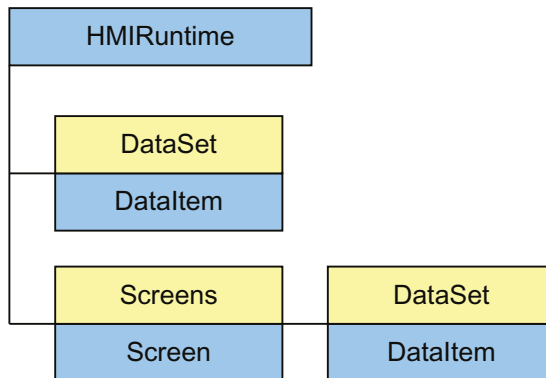 HMIRuntime
DataSet
DataItem
Screens
DataSet
Screen
DataItem